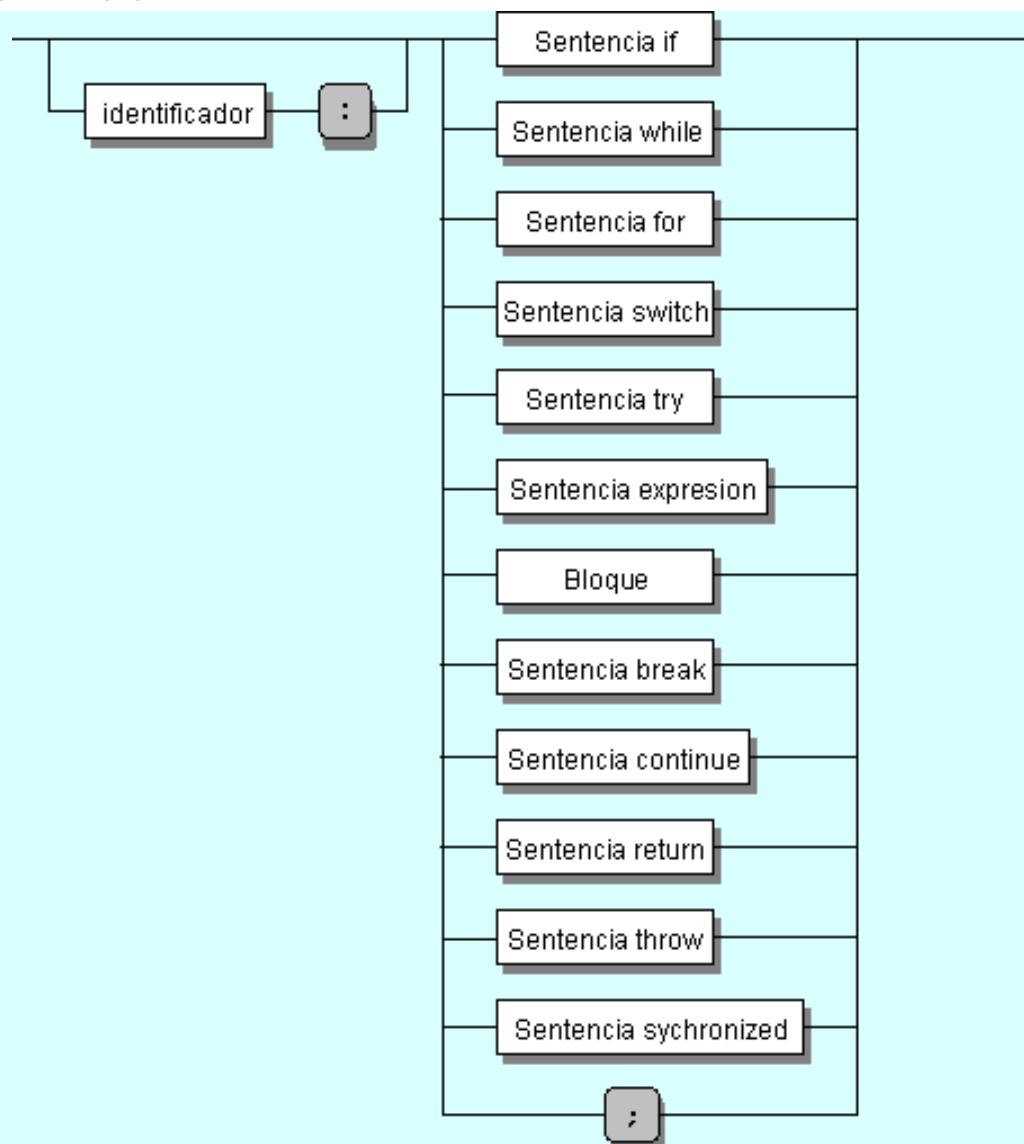 Sentencia if
identificador :
Sentencia while
Sentencia for
Sentencia switch
Sentencia try
Sentencia expresion
Bloque
Sentencia break
Sentencia continue
Sentencia return
Sentencia throw
Sentencia sychronized
;